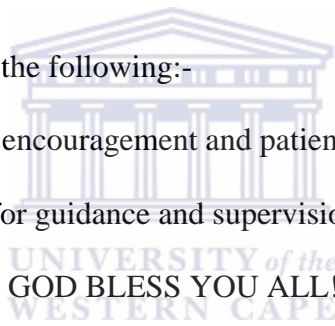 the following:-
encouragement and patien
for guidance and supervisio
UNIVERSITY of the
GOD BLESS YOU ALL!
WESTERN CAPE